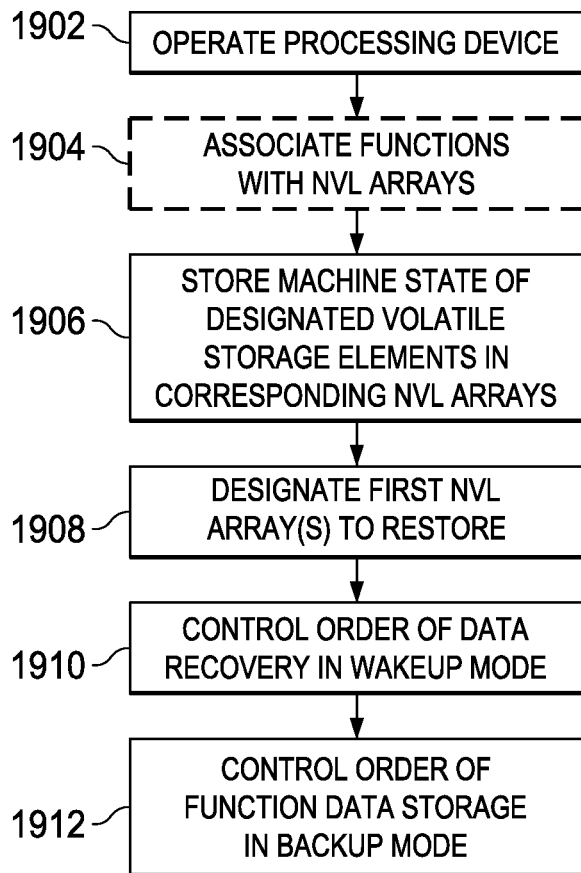 1902
OPERATE PROCESSING DEVICE
1904
ASSOCIATE FUNCTIONS
WITH NVL ARRAYS
1906
STORE MACHINE STATE OF
DESIGNATED VOLATILE
STORAGE ELEMENTS IN
CORRESPONDING NVL ARRAYS
1908
DESIGNATE FIRST NVL
ARRAY(S) TO RESTORE
1910
CONTROL ORDER OF DATA
RECOVERY IN WAKEUP MODE
1912
CONTROL ORDER OF
FUNCTION DATA STORAGE
IN BACKUP MODE